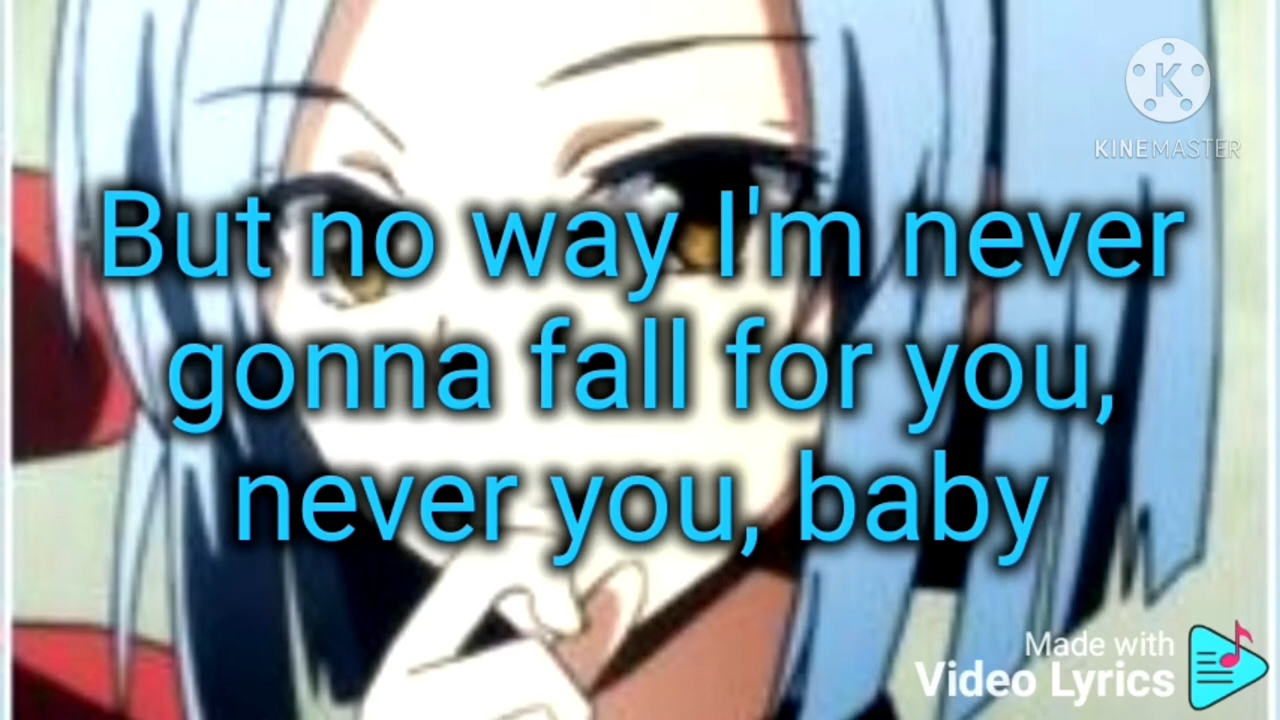 KINEMASTER
But no way I'm never
gonna fall for you,
never you, baby
Made with
Video Lyrics